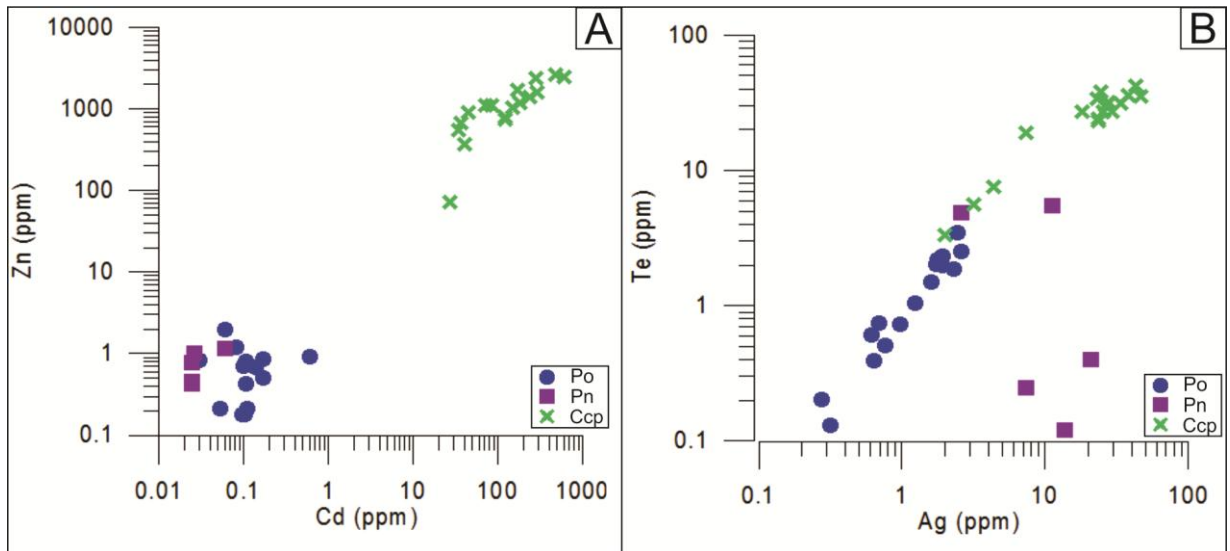 A
10000
1000
100
10
1
0.1
Zn (ppm)
0.01 0.1 1 10 100 1000
Cd (ppm)
Po
Pn
Ccp
B
100
10
1
0.1
Te (ppm)
0.1 1 10 100
Ag (ppm)
Po
Pn
Ccp